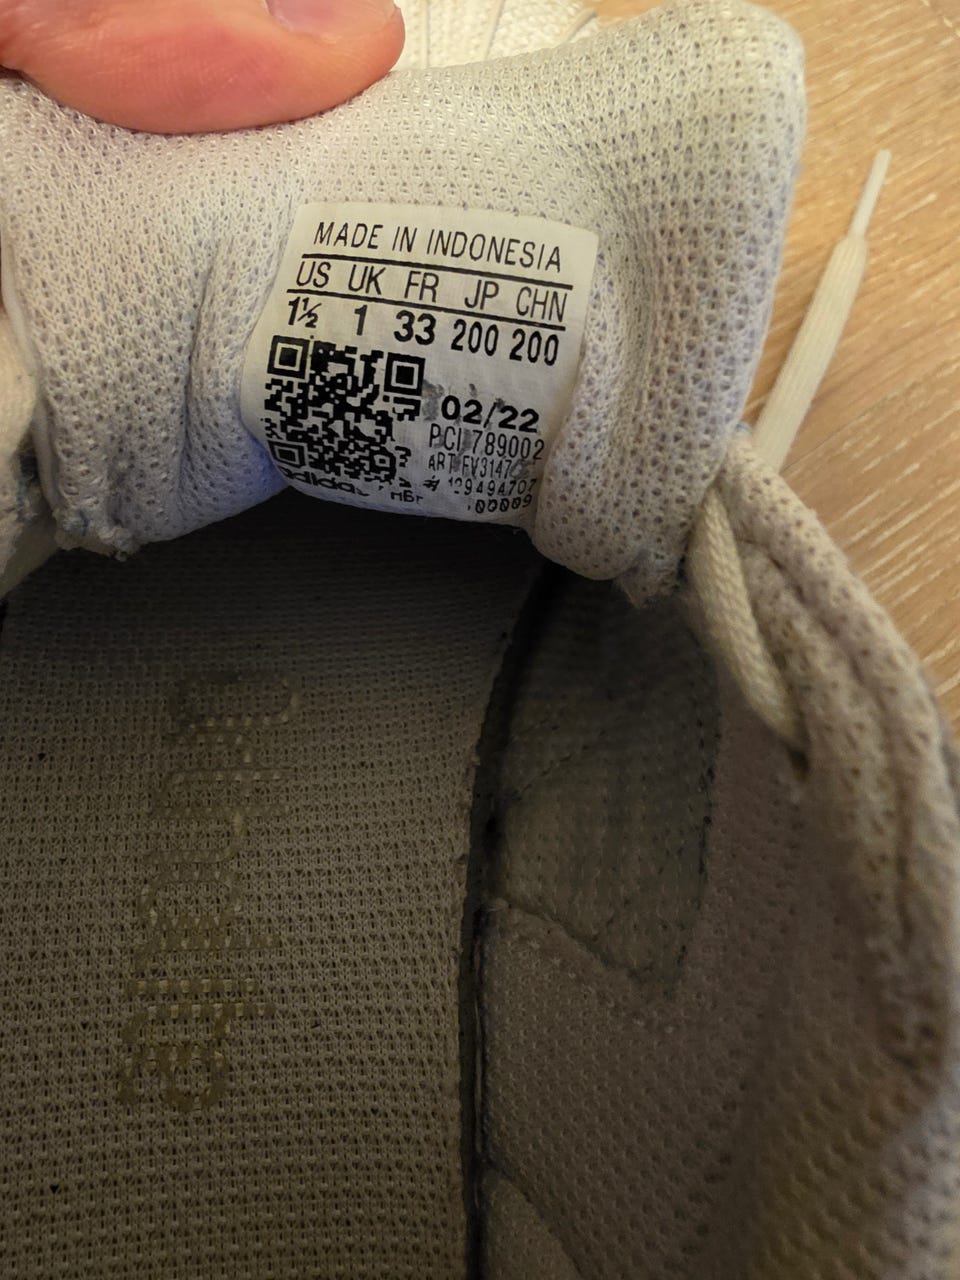 MADE IN INDONESIA
US UK FR JP CHN
1½ 1 33 200 200
02/22
PCI 789002
ART FV3147
adidas